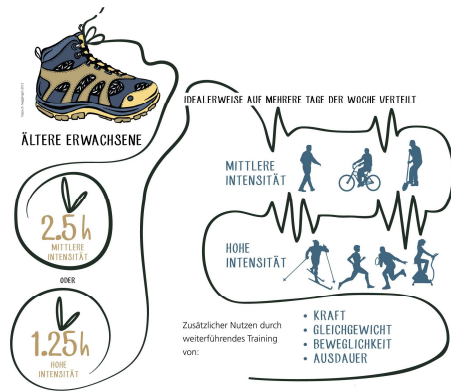 IDEALERWEISE AUF MEHRERE TAGE DER WOCHE VERTEILT
ÄLTERE ERWACHSENE
2.5 h
MITTLERE
INTENSITÄT
ODER
1.25 h
HOHE
INTENSITÄT
MITTLERE
INTENSITÄT
HOHE
INTENSITÄT
Zusätzlicher Nutzen durch
weiterführendes Training
von:
• KRAFT
• GLEICHGEWICHT
• BEWEGLICHKEIT
• AUSDAUER